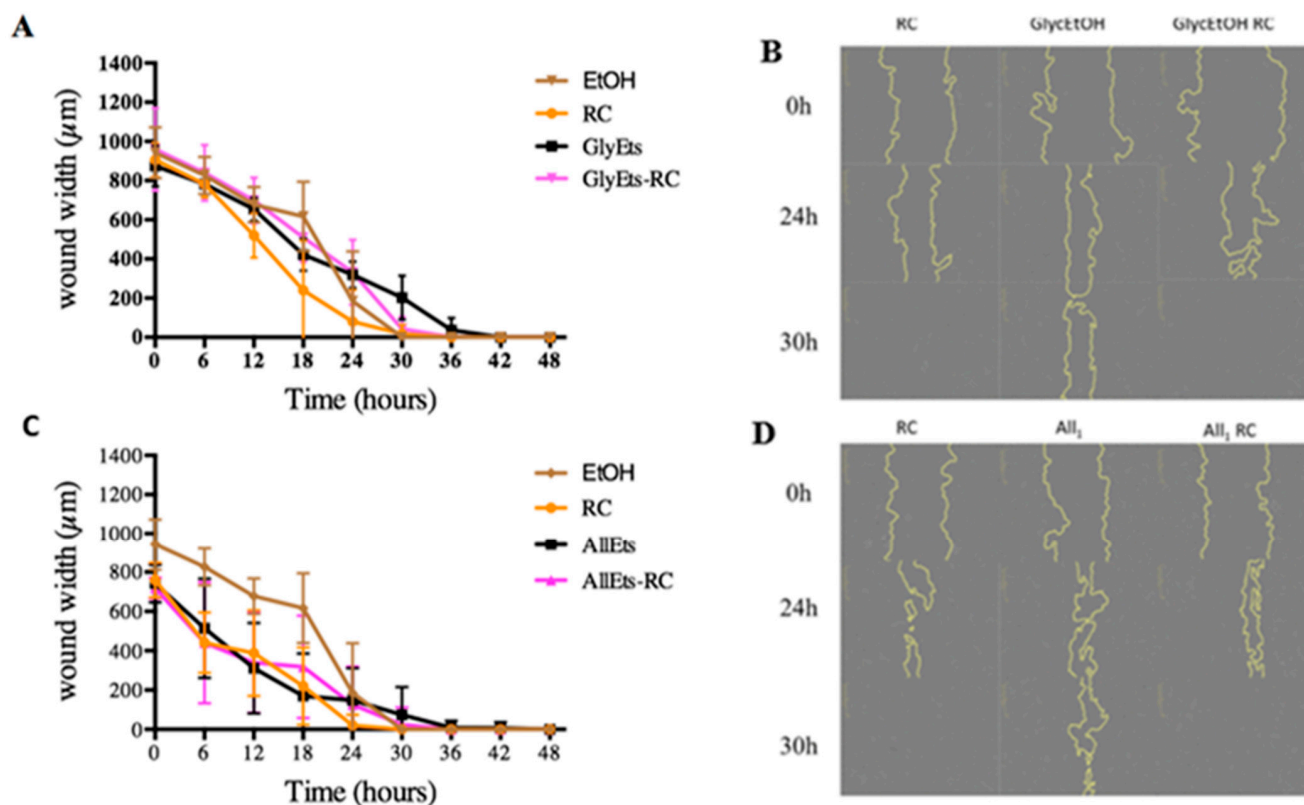 A
1400
1200
1000
800
600
400
200
0
wound width (µm)
0 6 12 18 24 30 36 42 48
Time (hours)
EtOH
RC
GlyEts
GlyEts-RC
B
RC GlycEtOH GlycEtOH RC
0h
24h
30h
C
1400
1200
1000
800
600
400
200
0
wound width (µm)
0 6 12 18 24 30 36 42 48
Time (hours)
EtOH
RC
AllEts
AllEts-RC
D
RC All₁ All₁ RC
0h
24h
30h